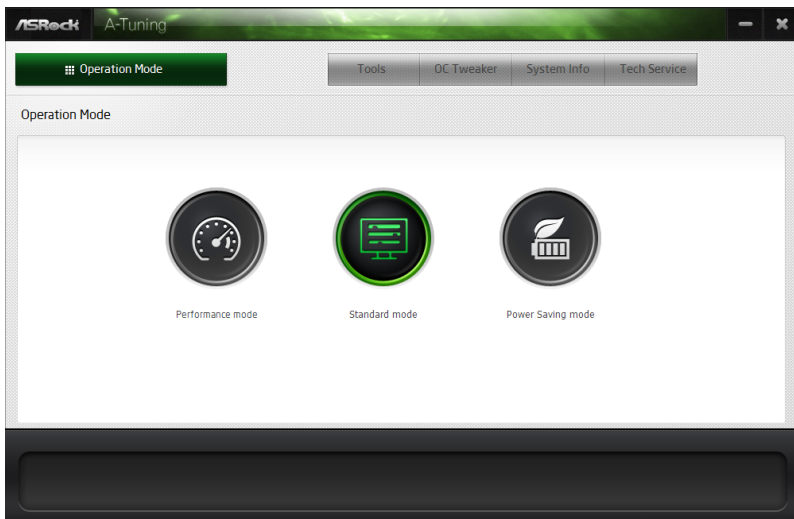 ASRock A-Tuning
Operation Mode Tools OC Tweaker System Info Tech Service
Operation Mode
Performance mode Standard mode Power Saving mode